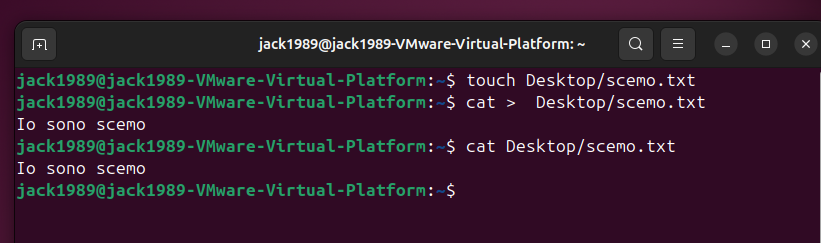 jack1989@jack1989-VMware-Virtual-Platform: ~
jack1989@jack1989-VMware-Virtual-Platform:~$ touch Desktop/scemo.txt
jack1989@jack1989-VMware-Virtual-Platform:~$ cat >  Desktop/scemo.txt
Io sono scemo
jack1989@jack1989-VMware-Virtual-Platform:~$ cat Desktop/scemo.txt
Io sono scemo
jack1989@jack1989-VMware-Virtual-Platform:~$